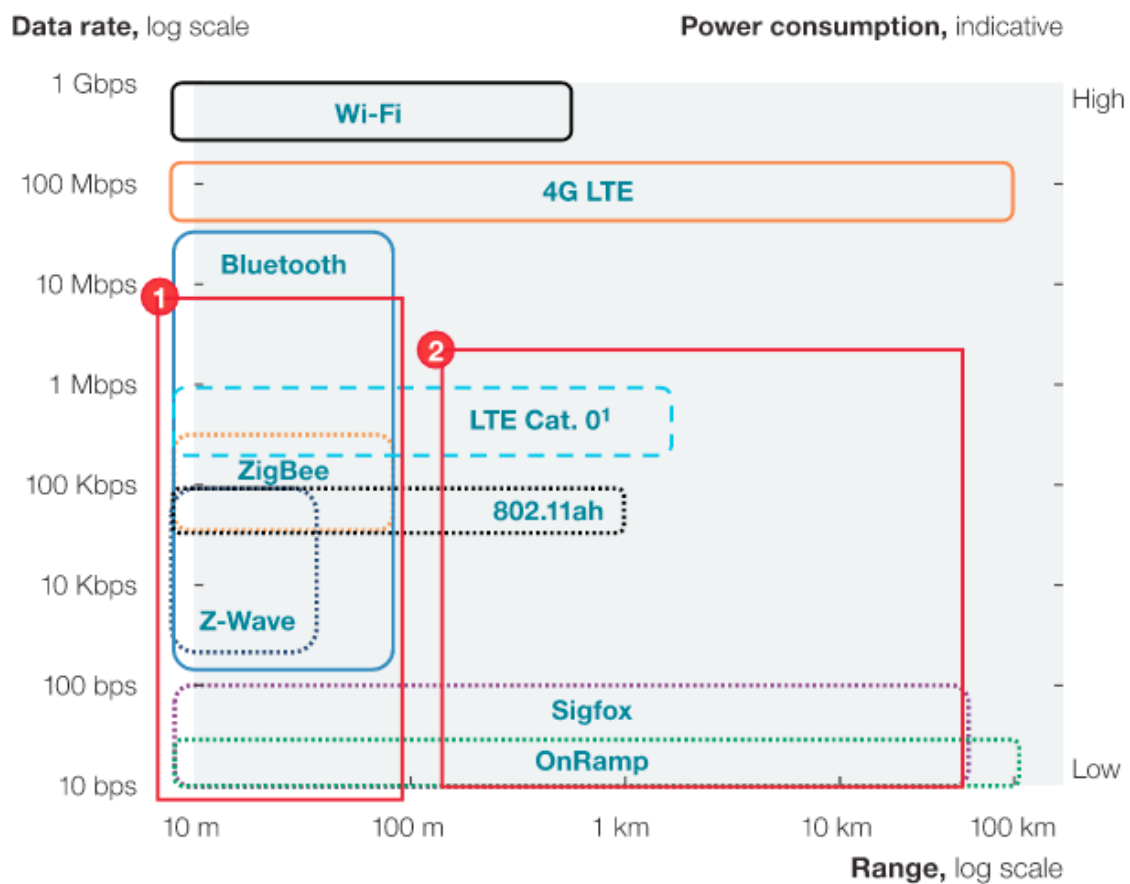 Data rate, log scale
Power consumption, indicative
1 Gbps
High
Wi-Fi
100 Mbps
4G LTE
Bluetooth
10 Mbps
1
2
1 Mbps
LTE Cat. 0¹
ZigBee
100 Kbps
802.11ah
10 Kbps
Z-Wave
100 bps
Sigfox
OnRamp
Low
10 bps
10 m
100 m
1 km
10 km
100 km
Range, log scale